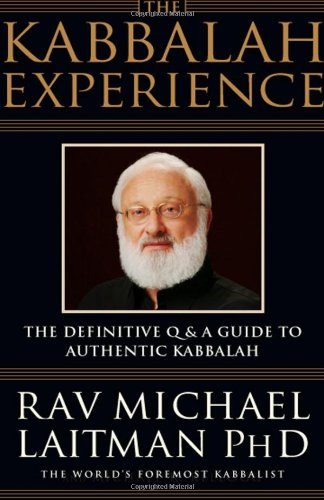 THE
KABBALAH
EXPERIENCE
THE DEFINITIVE Q & A GUIDE TO
AUTHENTIC KABBALAH
RAV MICHAEL
LAITMAN PHD
THE WORLD'S FOREMOST KABBALIST